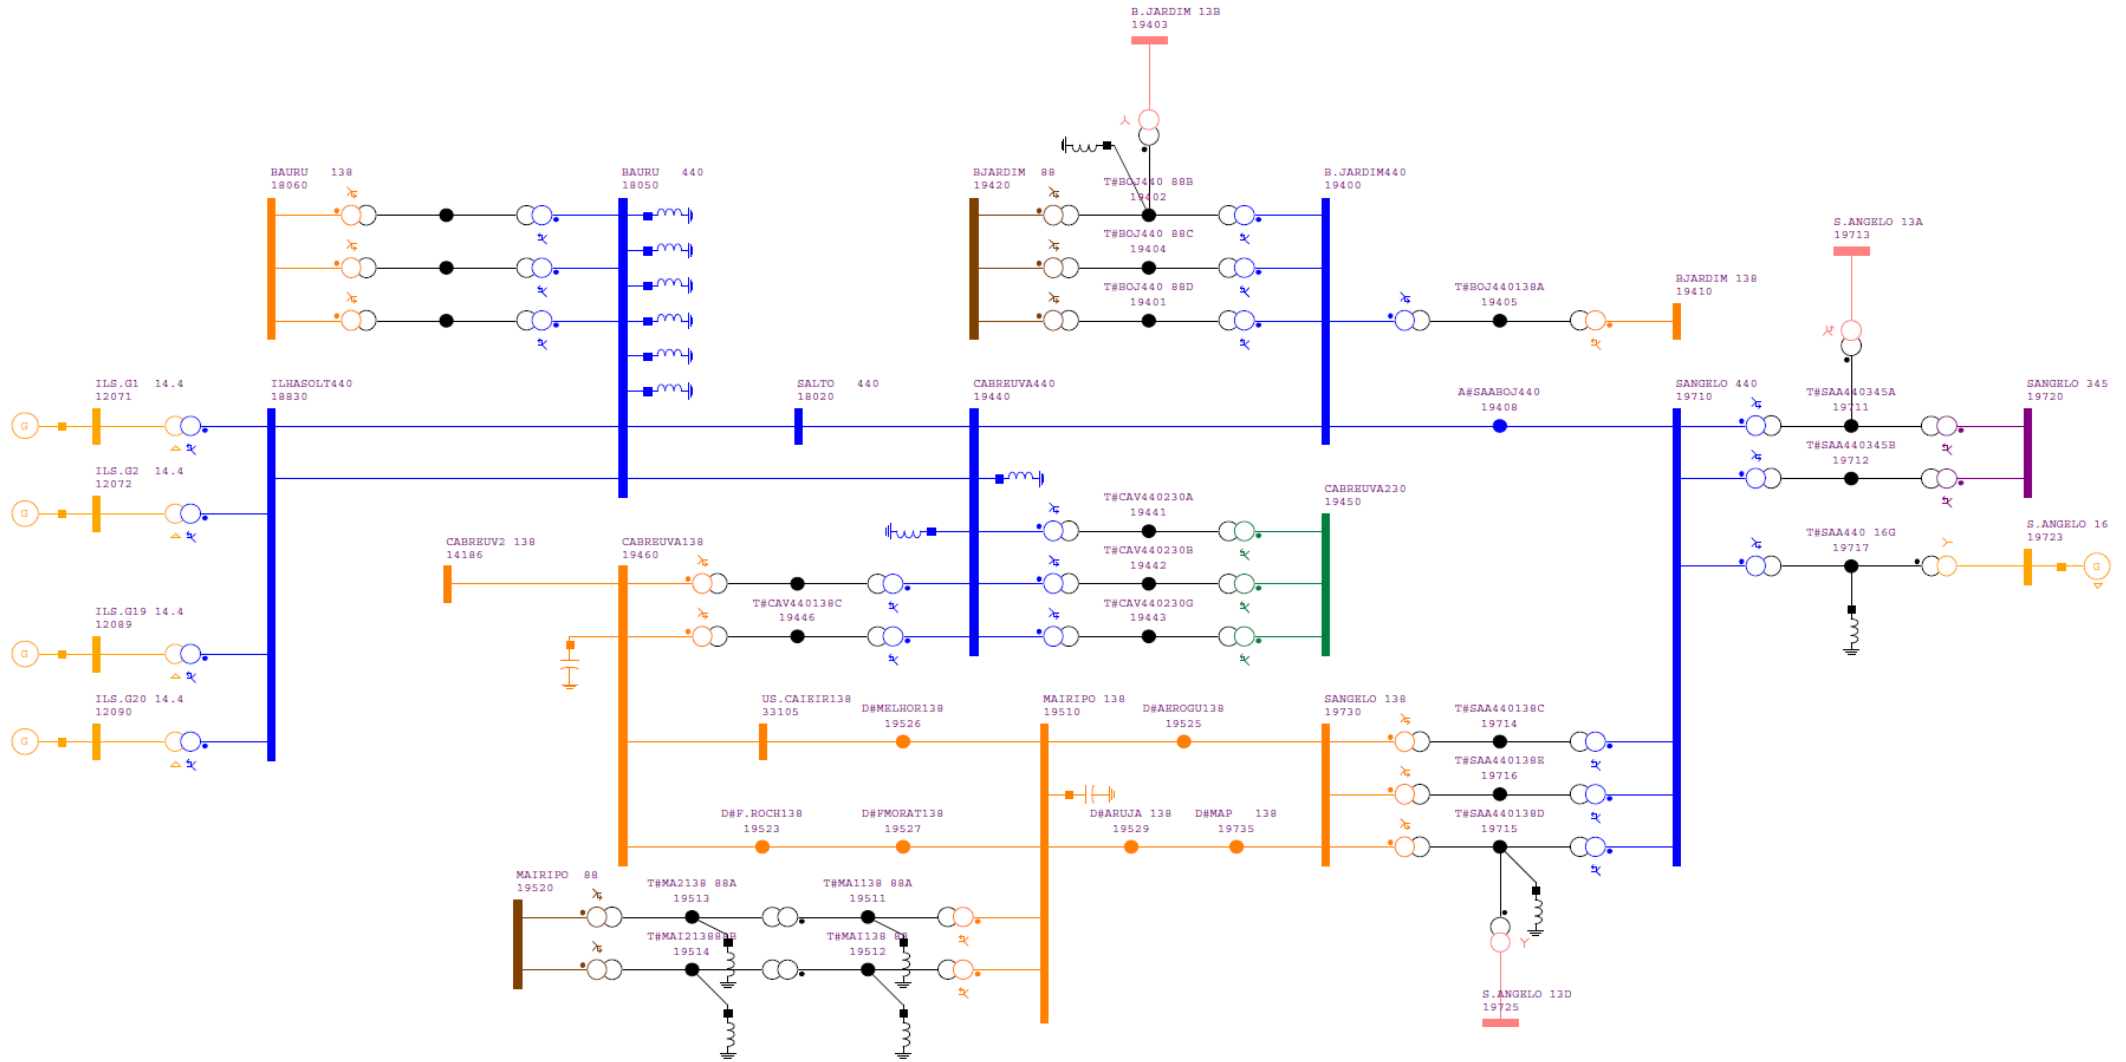 B.JARDIM 13B
19403
BAURU 138
18060
BAURU 440
18050
BJARDIM 88
19420
T#BOJ440 88B
19402
B.JARDIM440
19400
T#BOJ440 88C
19404
T#BOJ440 88D
19401
S.ANGELO 13A
19713
T#BOJ440138A
19405
BJARDIM 138
19410
ILS.G1 14.4
12071
ILHASOLT440
18830
SALTO 440
18020
CABREUVA440
19440
A#SAABOJ440
19408
SANGELO 440
19710
T#SAA440345A
19711
SANGELO 345
19720
G
T#SAA440345B
19712
ILS.G2 14.4
12072
G
T#CAV440230A
19441
CABREUVA230
19450
T#SAA440 16G
19717
S.ANGELO 16
19723
G
CABREUV2 138
14186
CABREUVA138
19460
T#CAV440230B
19442
T#CAV440138C
19446
T#CAV440230G
19443
ILS.G19 14.4
12089
G
ILS.G20 14.4
12090
G
US.CAIEIR138
33105
D#MELHOR138
19526
MAIRIPO 138
19510
D#AEROGU138
19525
SANGELO 138
19730
T#SAA440138C
19714
T#SAA440138E
19716
D#F.ROCH138
19523
D#FMORAT138
19527
D#ARUJA 138
19529
D#MAP 138
19735
T#SAA440138D
19715
MAIRIPO 88
19520
T#MA2138 88A
19513
T#MA1138 88A
19511
19514
T#MAI138 88
19512
S.ANGELO 13D
19725